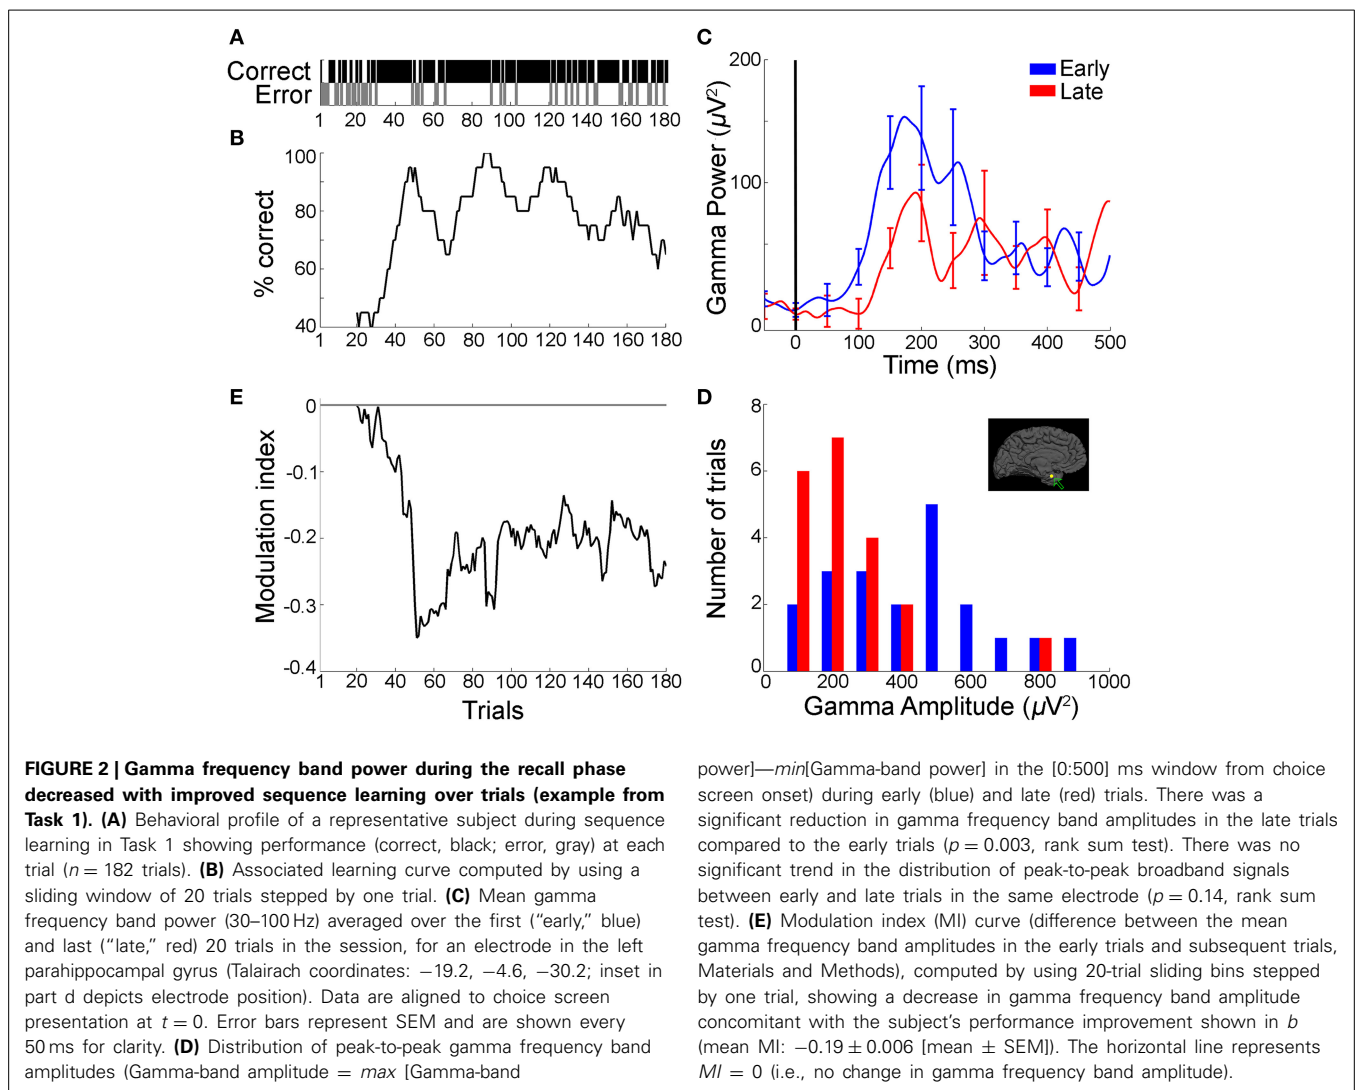 A
Correct
Error
1 20 40 60 80 100 120 140 160 180
B
100
80
60
40
% correct
1 20 40 60 80 100 120 140 160 180
C
200
100
0
Gamma Power (µV²)
Early
Late
0 100 200 300 400 500
Time (ms)
E
0
-0.1
-0.2
-0.3
-0.4
Modulation index
1 20 40 60 80 100 120 140 160 180
Trials
D
8
6
4
2
0
Number of trials
0 200 400 600 800 1000
Gamma Amplitude (µV²)
FIGURE 2 | Gamma frequency band power during the recall phase
decreased with improved sequence learning over trials (example from
Task 1). (A) Behavioral profile of a representative subject during sequence
learning in Task 1 showing performance (correct, black; error, gray) at each
trial (n = 182 trials). (B) Associated learning curve computed by using a
sliding window of 20 trials stepped by one trial. (C) Mean gamma
frequency band power (30–100 Hz) averaged over the first (“early,” blue)
and last (“late,” red) 20 trials in the session, for an electrode in the left
parahippocampal gyrus (Talairach coordinates: −19.2, −4.6, −30.2; inset in
part d depicts electrode position). Data are aligned to choice screen
presentation at t = 0. Error bars represent SEM and are shown every
50 ms for clarity. (D) Distribution of peak-to-peak gamma frequency band
amplitudes (Gamma-band amplitude = max [Gamma-band
power]—min[Gamma-band power] in the [0:500] ms window from choice
screen onset) during early (blue) and late (red) trials. There was a
significant reduction in gamma frequency band amplitudes in the late trials
compared to the early trials (p = 0.003, rank sum test). There was no
significant trend in the distribution of peak-to-peak broadband signals
between early and late trials in the same electrode (p = 0.14, rank sum
test). (E) Modulation index (MI) curve (difference between the mean
gamma frequency band amplitudes in the early trials and subsequent trials,
Materials and Methods), computed by using 20-trial sliding bins stepped
by one trial, showing a decrease in gamma frequency band amplitude
concomitant with the subject’s performance improvement shown in b
(mean MI: −0.19 ± 0.006 [mean ± SEM]). The horizontal line represents
MI = 0 (i.e., no change in gamma frequency band amplitude).